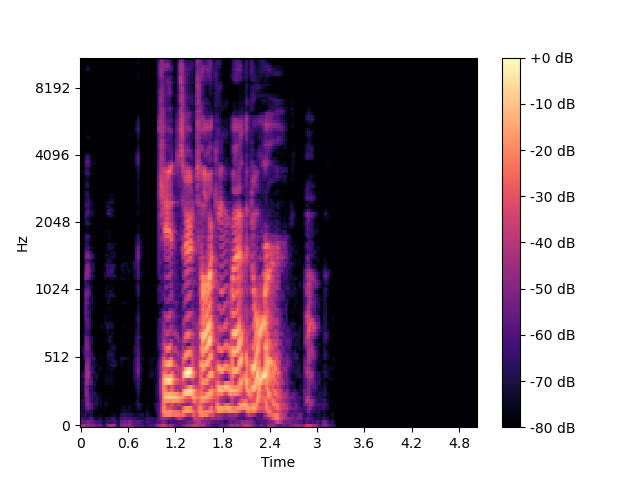 +0 dB
8192
-10 dB
4096
-20 dB
-30 dB
2048
-40 dB
Hz
1024
-50 dB
512
-60 dB
-70 dB
0
-80 dB
0 0.6 1.2 1.8 2.4 3 3.6 4.2 4.8
Time